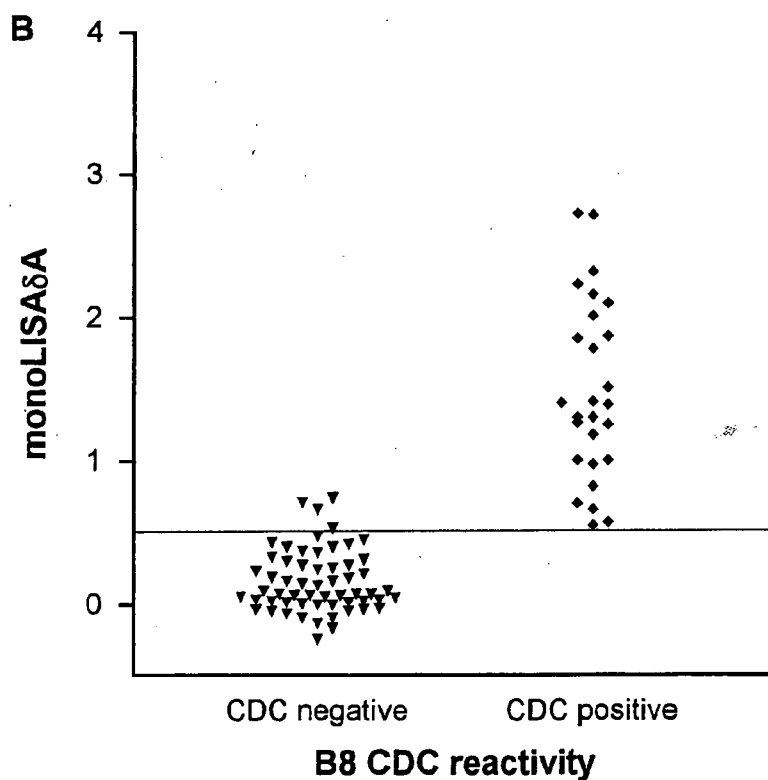 B
4
3
2
1
0
monoLISAδA
CDC negative CDC positive
B8 CDC reactivity